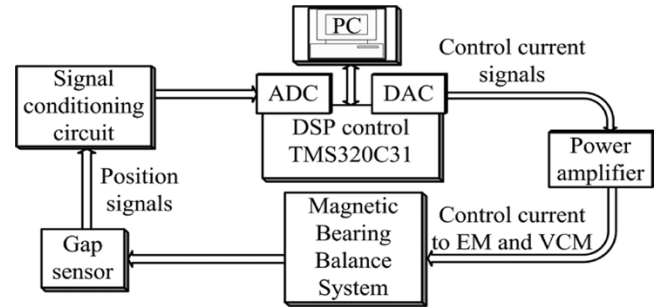 PC
Control current
signals
Signal
conditioning
circuit
ADC
DAC
DSP control
TMS320C31
Power
amplifier
Position
signals
Magnetic
Bearing
Balance
System
Control current
to EM and VCM
Gap
sensor